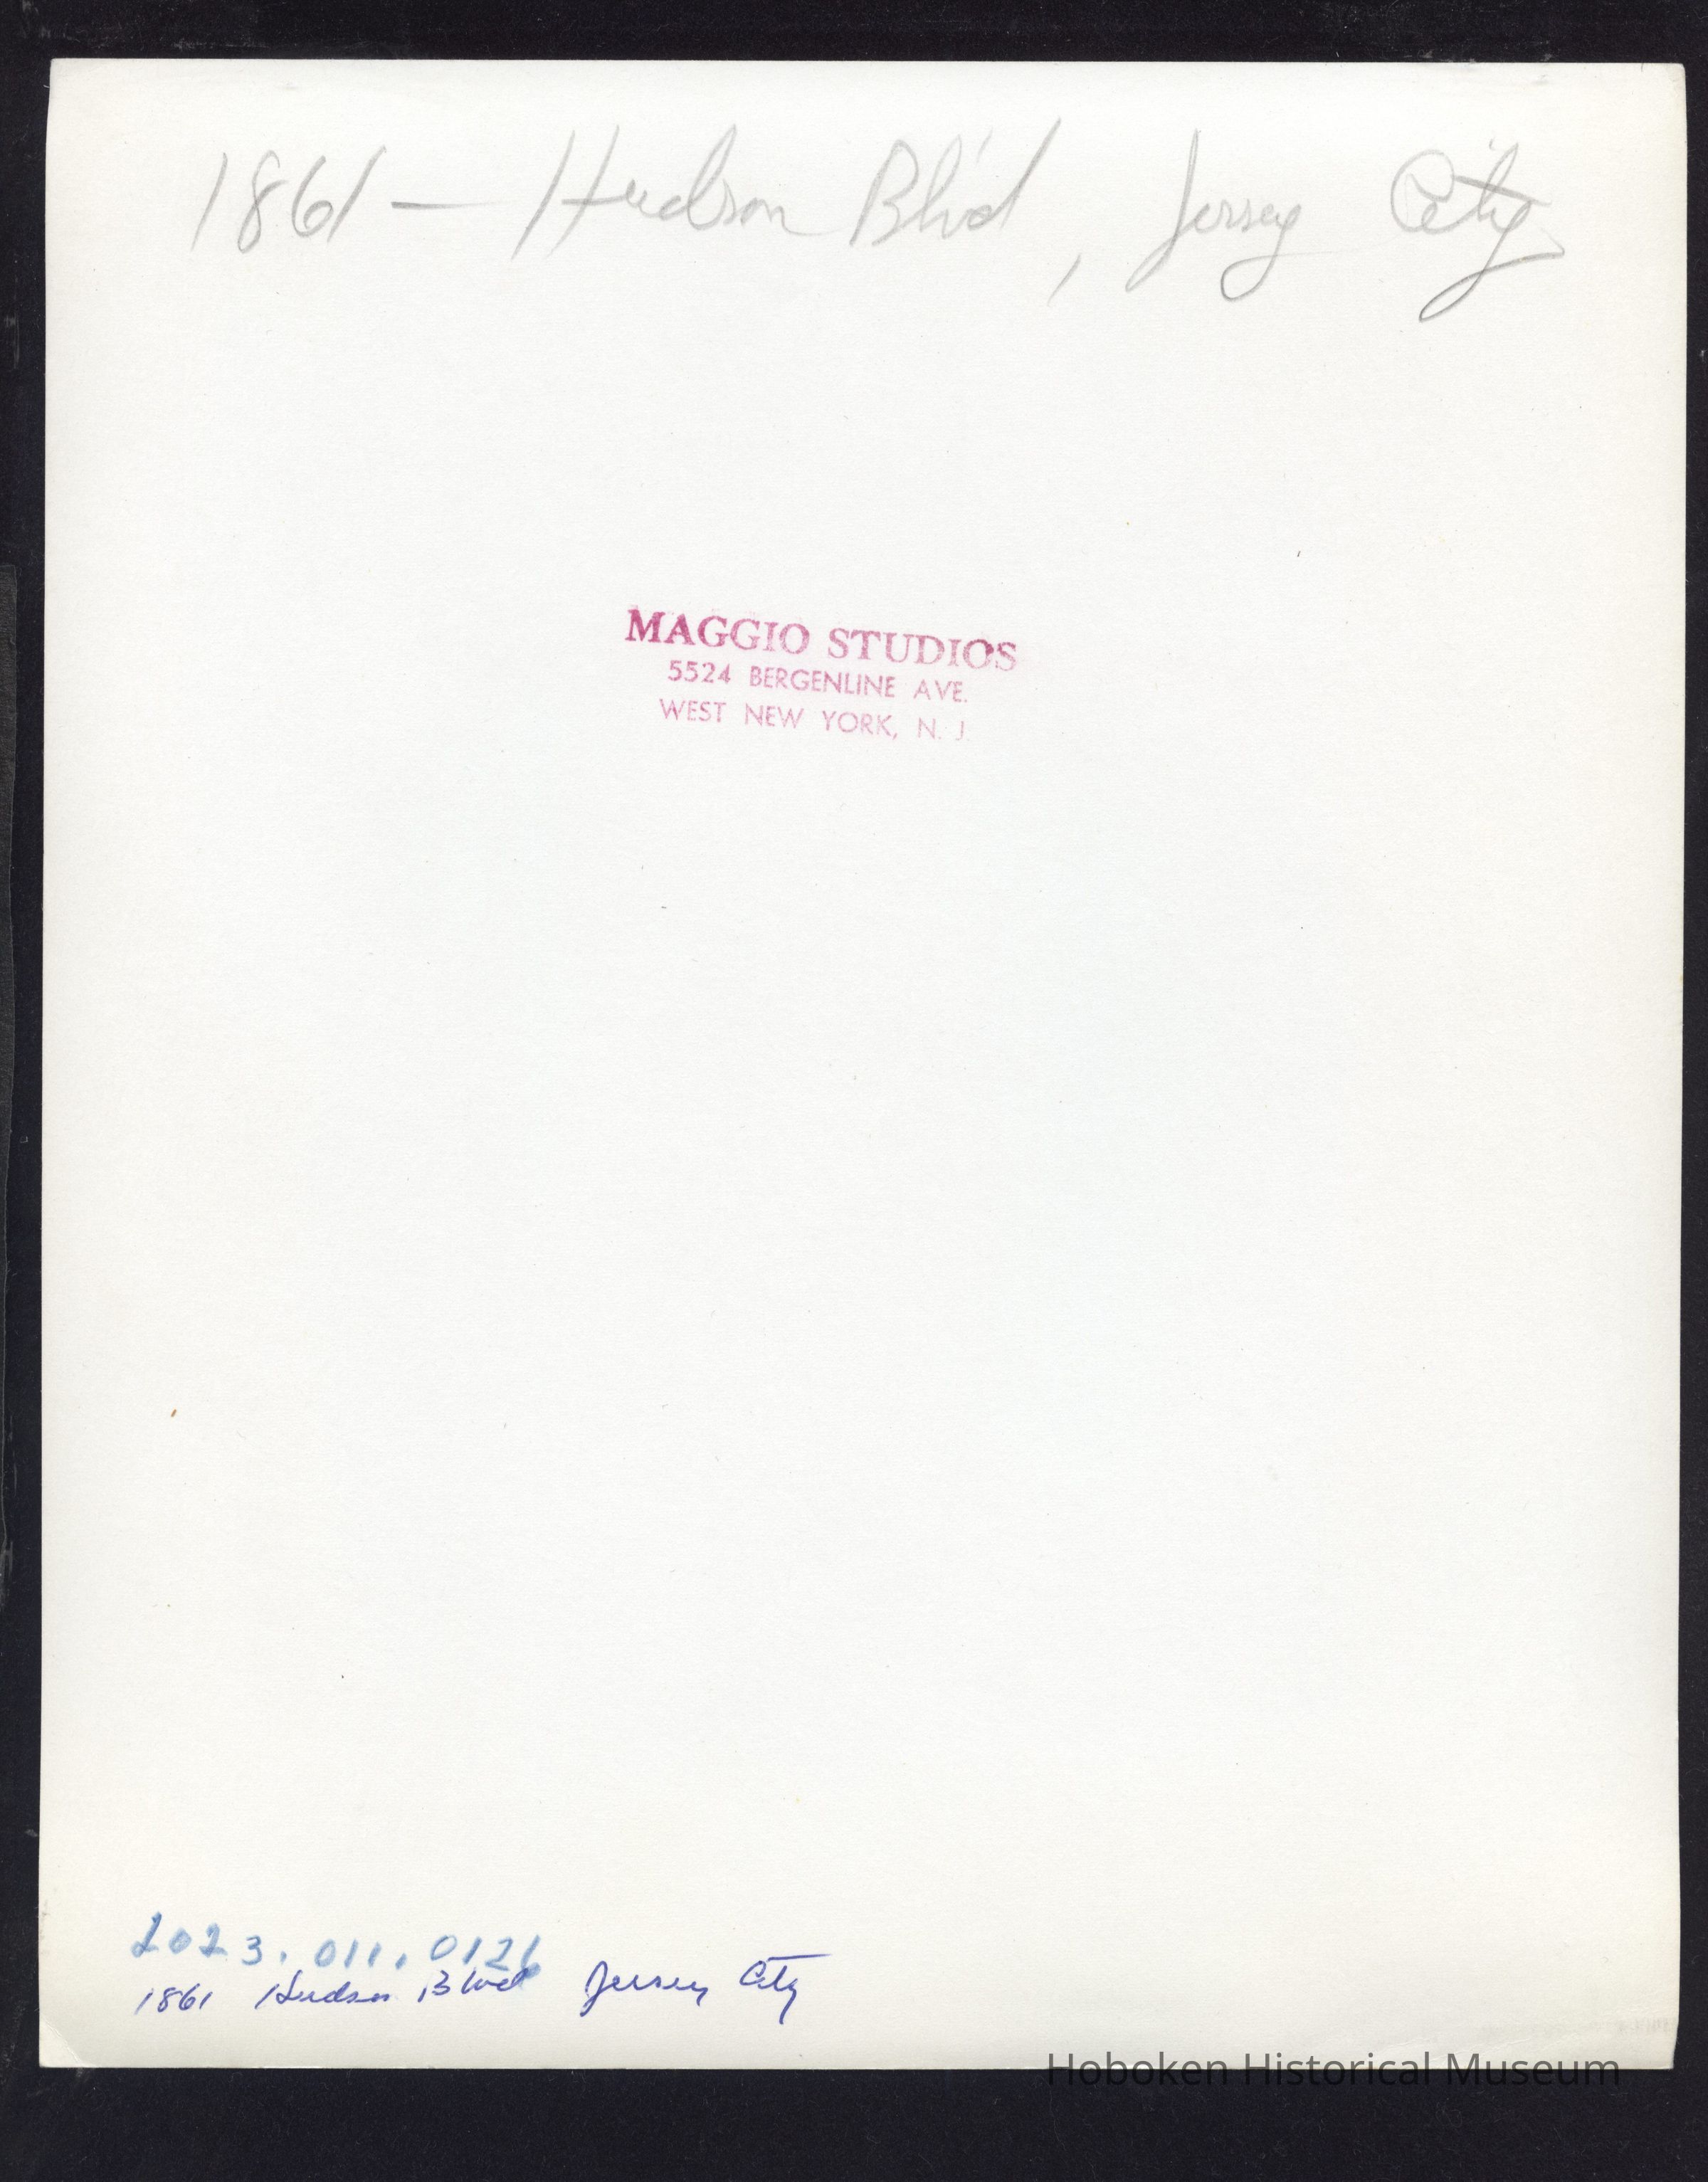 1861 — Hudson Blvd, Jersey City
MAGGIO STUDIOS
5524 BERGENLINE AVE.
WEST NEW YORK, N. J.
2023.011.0126
1861 Hudson Blvd Jersey City
Hoboken Historical Museum